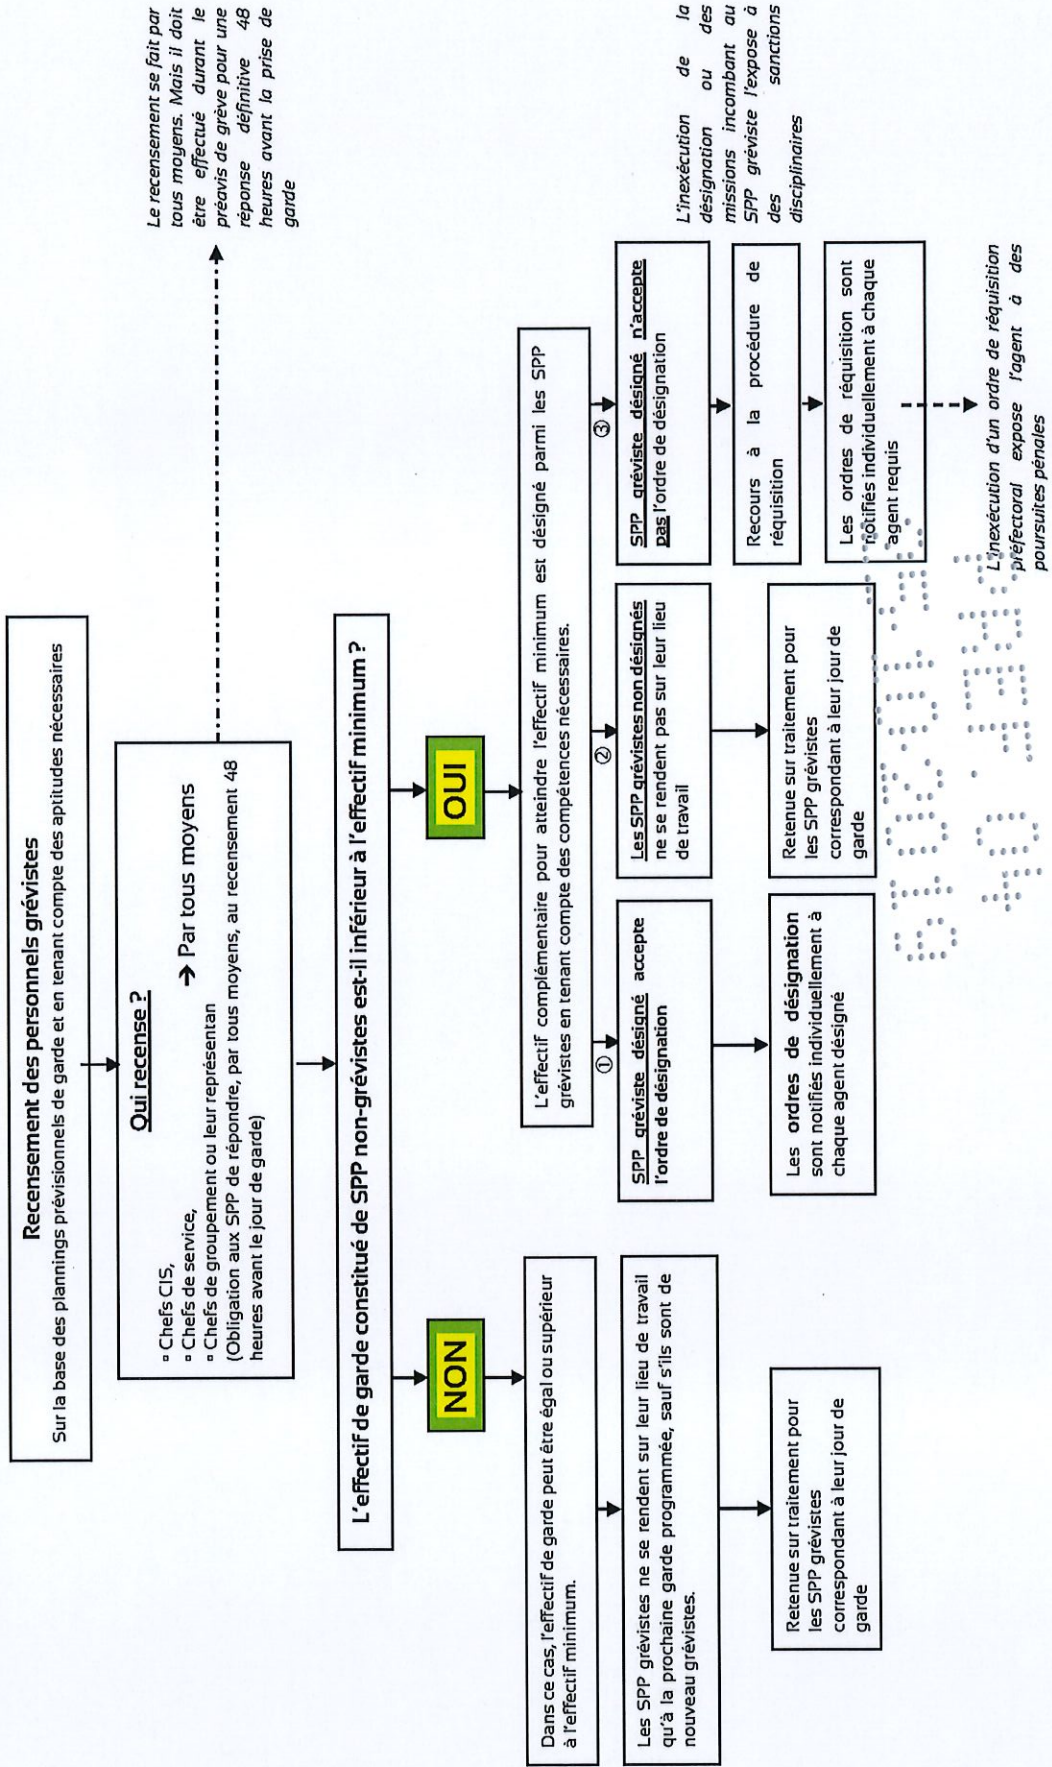 Recensement des personnels grévistes
Sur la base des plannings prévisionnels de garde et en tenant compte des aptitudes nécessaires
Qui recense ?
▫ Chefs CIS,
▫ Chefs de service,
→ Par tous moyens
▫ Chefs de groupement ou leur représentan
(Obligation aux SPP de répondre, par tous moyens, au recensement 48
heures avant le jour de garde)
Le recensement se fait par
tous moyens. Mais il doit
être effectué durant le
préavis de grève pour une
réponse définitive 48
heures avant la prise de
garde
L'effectif de garde constitué de SPP non-grévistes est-il inférieur à l'effectif minimum ?
NON
Dans ce cas, l'effectif de garde peut être égal ou supérieur
à l'effectif minimum.
Les SPP grévistes ne se rendent sur leur lieu de travail
qu'à la prochaine garde programmée, sauf s'ils sont de
nouveau grévistes.
Retenue sur traitement pour
les SPP grévistes
correspondant à leur jour de
garde
OUI
L'effectif complémentaire pour atteindre l'effectif minimum est désigné parmi les SPP
grévistes en tenant compte des compétences nécessaires.
①
SPP gréviste désigné accepte
l'ordre de désignation
Les ordres de désignation
sont notifiés individuellement à
chaque agent désigné
②
Les SPP grévistes non désignés
ne se rendent pas sur leur lieu
de travail
Retenue sur traitement pour
les SPP grévistes
correspondant à leur jour de
garde
③
SPP gréviste désigné n'accepte
pas l'ordre de désignation
Recours à la procédure de
réquisition
Les ordres de réquisition sont
notifiés individuellement à chaque
agent requis
L'inexécution de la
désignation ou des
missions incombant au
SPP gréviste l'expose à
des sanctions
disciplinaires
L'inexécution d'un ordre de réquisition
préfectoral expose l'agent à des
poursuites pénales